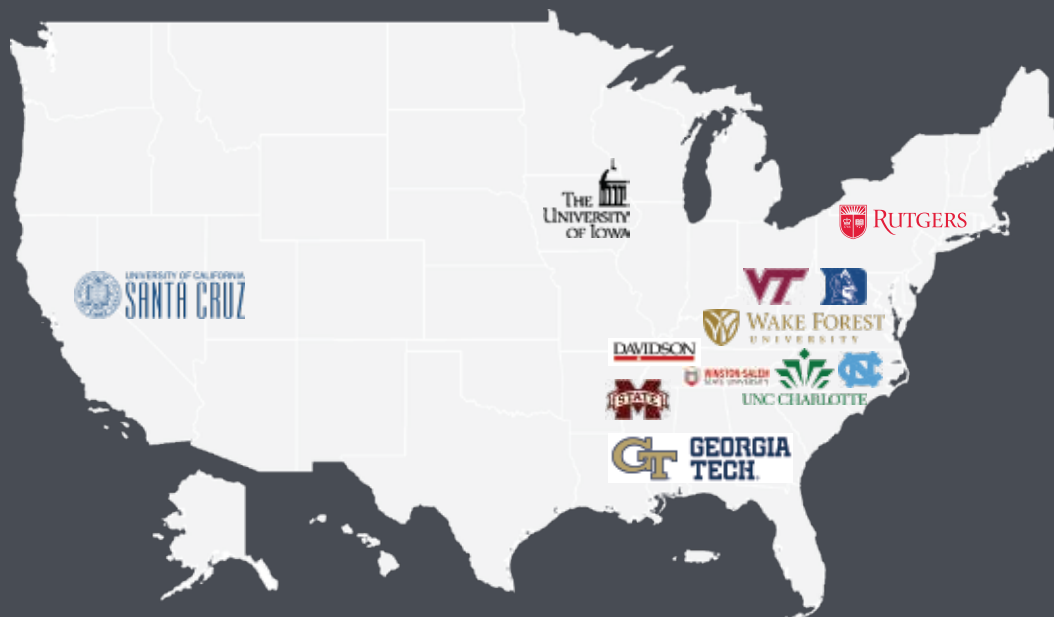 THE
UNIVERSITY
OF IOWA
RUTGERS
UNIVERSITY OF CALIFORNIA
SANTA CRUZ
VT
WAKE FOREST
UNIVERSITY
DAVIDSON
WINSTON-SALEM
STATE UNIVERSITY
NC
UNC CHARLOTTE
M
STATE
GT GEORGIA
TECH